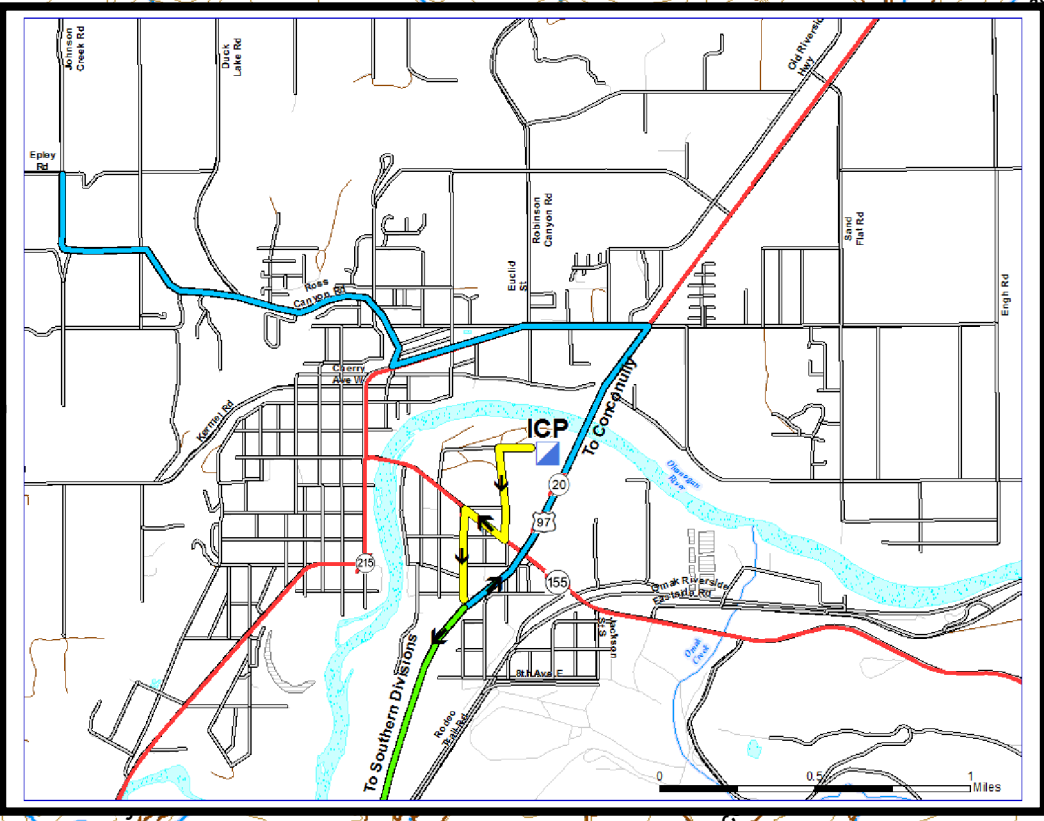 Johnson
Creek Rd
Duck
Lake Rd
Old Riverside
Hwy
Epley
Rd
Robinson
Canyon Rd
Sand
Flat Rd
Euclid
St
Engh Rd
Ross
Canyon Rd
Cherry
Ave W
To Conconully
Kermel Rd
ICP
Okanogan
River
20
97
215
155
Omak Riverside
Eastside Rd
Jackson
St S
Omak
Creek
8th Ave E
To Southern Divisions
Rodeo
Trail Rd
0
0.5
1
Miles